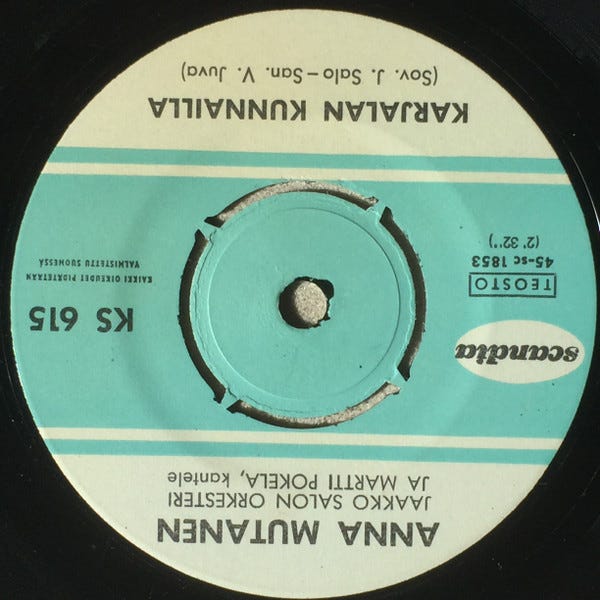 ANNA MUTANEN
JAAKKO SALON ORKESTERI
JA MARTTI POKELA, kantele
scandia
KS 615
TEOSTO
45-sc 1853
(2' 32'')
KAIKKI OIKEUDET PIDÄTETÄÄN
VALMISTETTU SUOMESSA
KARJALAN KUNNAILLA
(Sov. J. Salo – San. V. Juva)